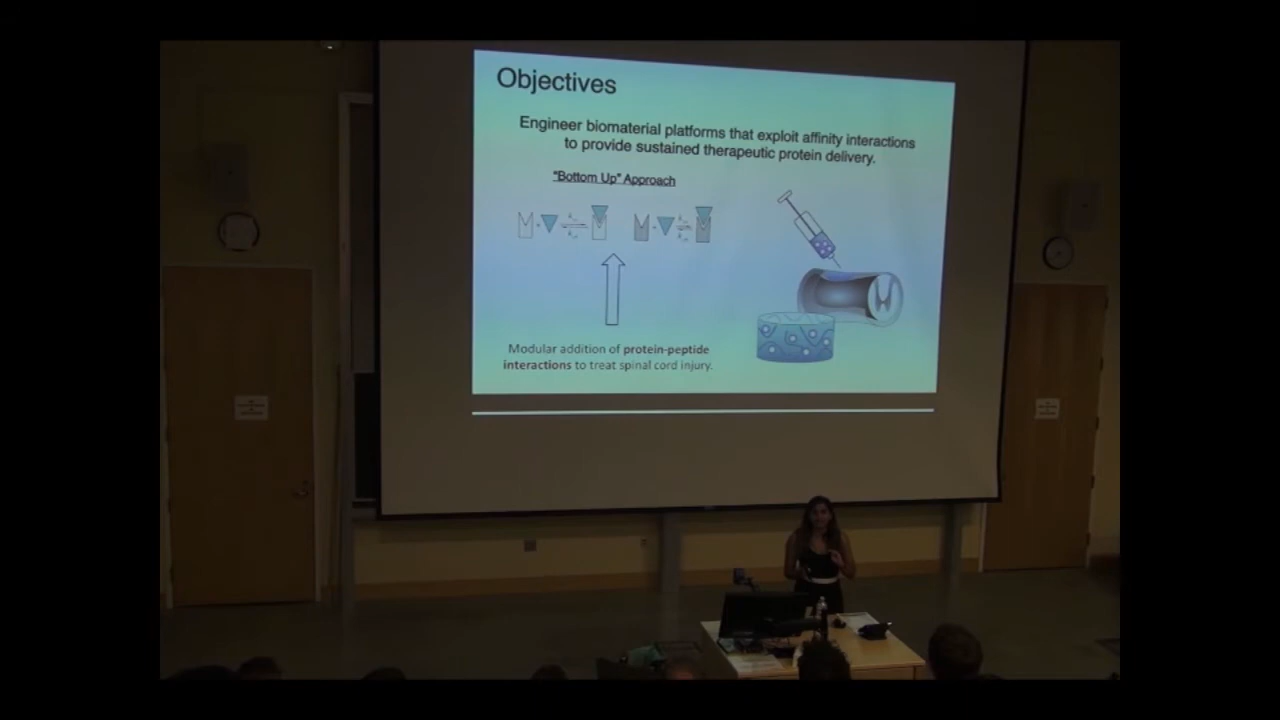 Objectives
Engineer biomaterial platforms that exploit affinity interactions
to provide sustained therapeutic protein delivery.
"Bottom Up" Approach
Modular addition of protein-peptide
interactions to treat spinal cord injury.